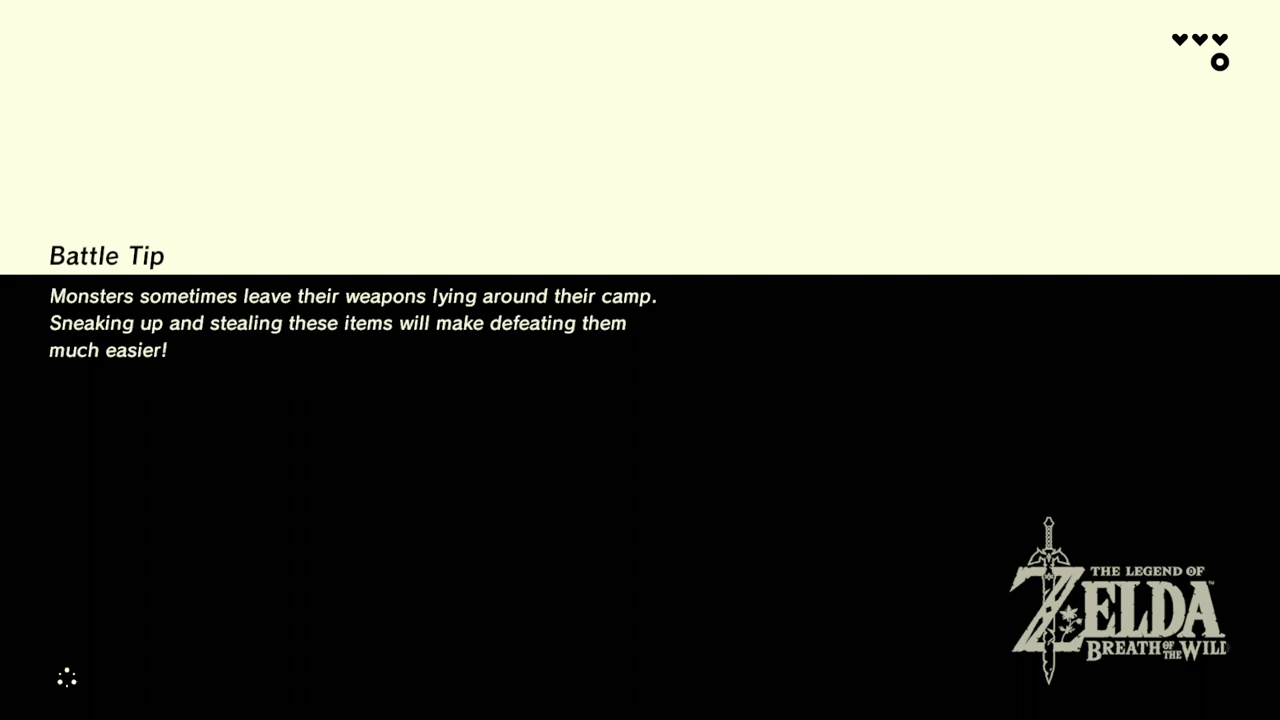 Battle Tip
Monsters sometimes leave their weapons lying around their camp.
Sneaking up and stealing these items will make defeating them
much easier!
THE LEGEND OF
ZELDA
BREATH OF THE WILD